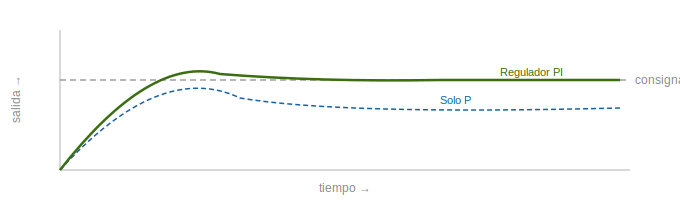 Regulador PI
consigna
Solo P
salida →
tiempo →